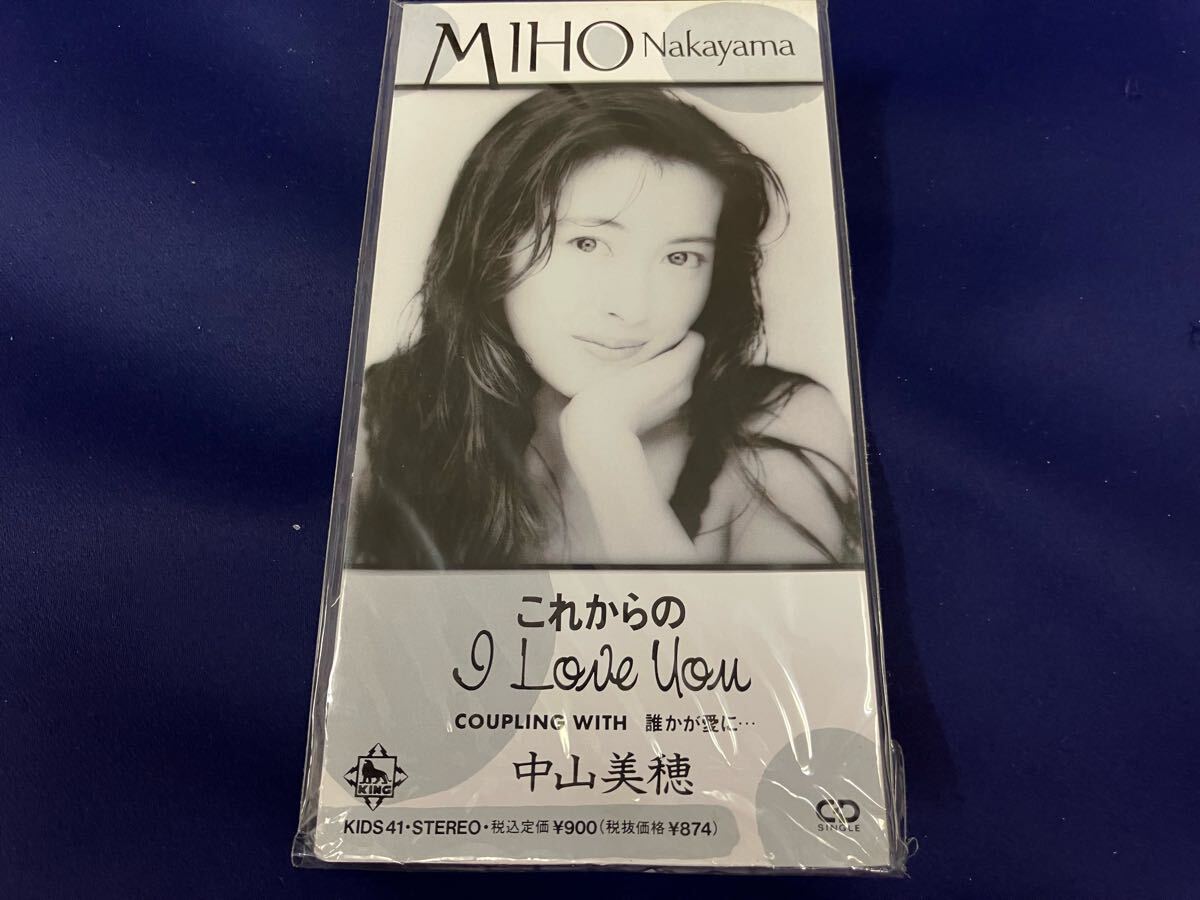 MIHO Nakayama
これからの
I Love You
COUPLING WITH 誰かが愛に…
中山美穂
KING
KIDS 41・STEREO・税込定価 ¥900(税抜価格 ¥874)
CD
SINGLE